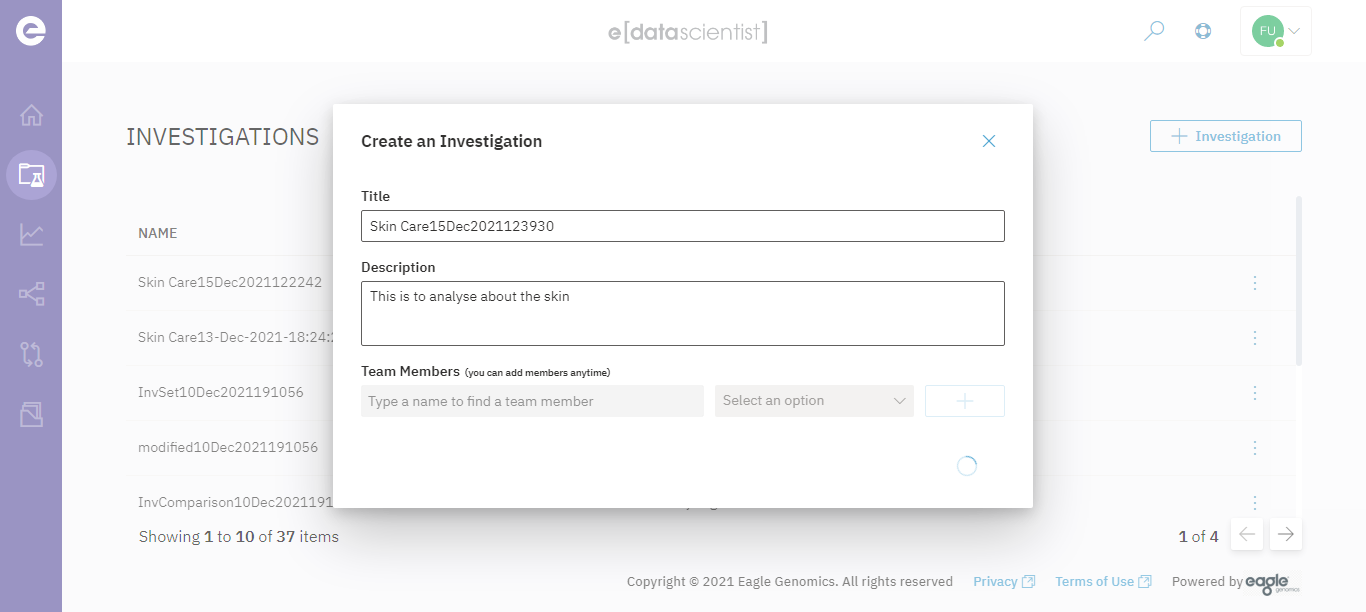 e[datascientist]
FU
INVESTIGATIONS
Investigation
Create an Investigation
Title
Skin Care15Dec2021123930
Description
This is to analyse about the skin
Team Members (you can add members anytime)
Type a name to find a team member
Select an option
NAME
Skin Care15Dec2021122242
Skin Care13-Dec-2021-18:24:
InvSet10Dec2021191056
modified10Dec2021191056
InvComparison10Dec2021191
Showing 1 to 10 of 37 items
1 of 4
Copyright © 2021 Eagle Genomics. All rights reserved
Privacy
Terms of Use
Powered by eagle genomics